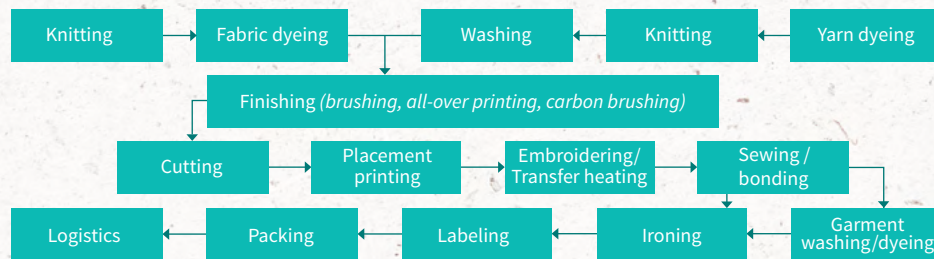 Knitting
Fabric dyeing
Washing
Knitting
Yarn dyeing
Finishing (brushing, all-over printing, carbon brushing)
Cutting
Placement
printing
Embroidering/
Transfer heating
Sewing /
bonding
Logistics
Packing
Labeling
Ironing
Garment
washing/dyeing